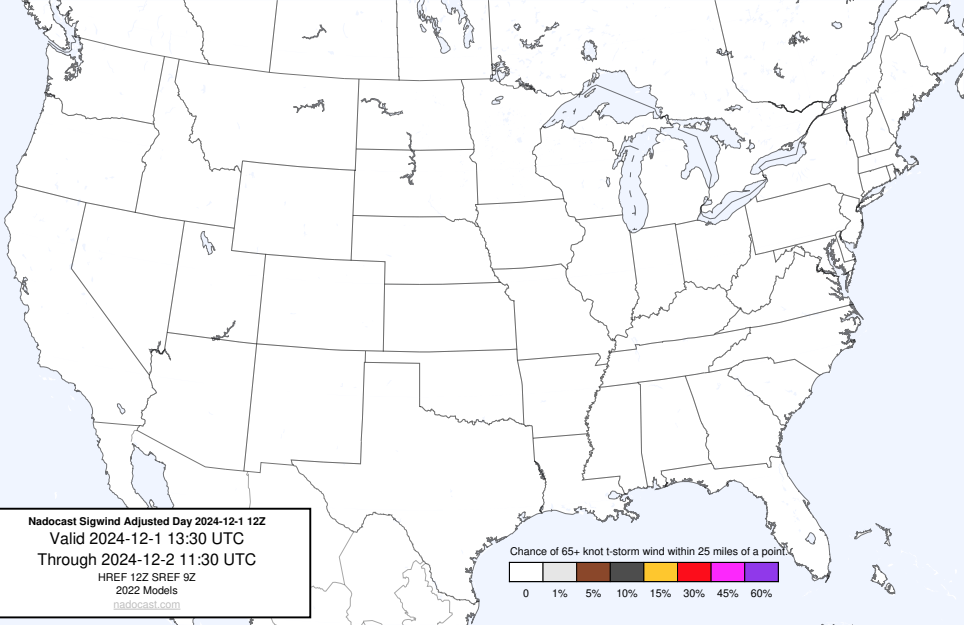 Nadocast Sigwind Adjusted Day 2024-12-1 12Z
Valid 2024-12-1 13:30 UTC
Through 2024-12-2 11:30 UTC
HREF 12Z SREF 9Z
2022 Models
nadocast.com
Chance of 65+ knot t-storm wind within 25 miles of a point.
0 1% 5% 10% 15% 30% 45% 60%